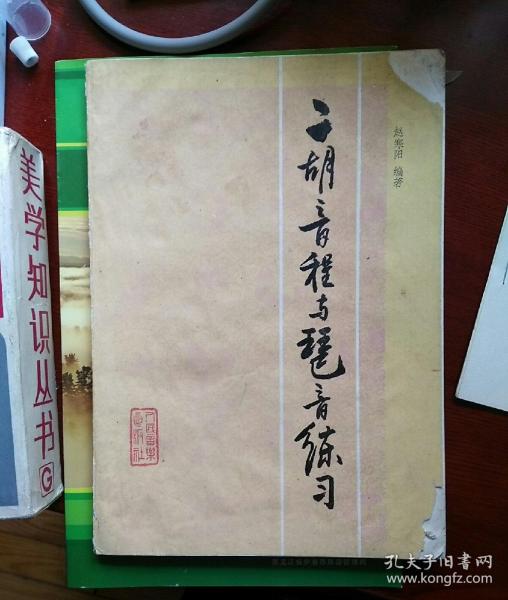 二胡音程与琶音练习
赵寒阳 编著
人民音乐
出版社
美学知识丛书
G
孔夫子旧书网
www.kongfz.com